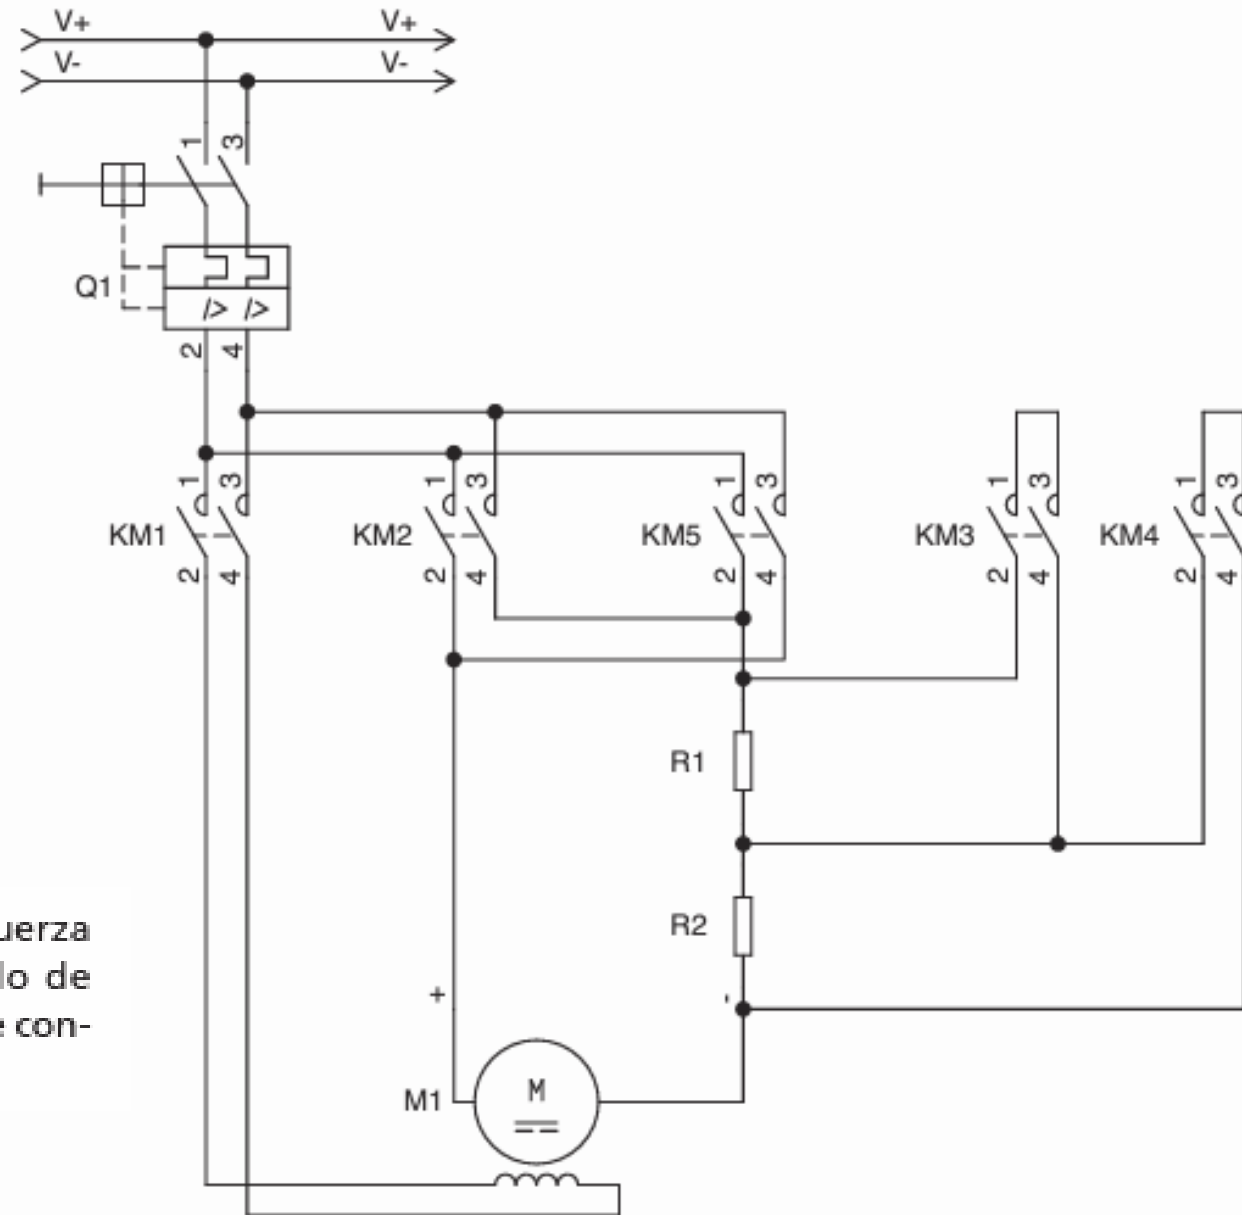 V+ V+
V- V-
1 3
Q1
/> />
2 4
1 3 1 3 1 3 1 3 1 3
KM1 KM2 KM5 KM3 KM4
2 4 2 4 2 4 2 4 2 4
R1
R2
uerza
lo de
e con-
+ -
M1 M